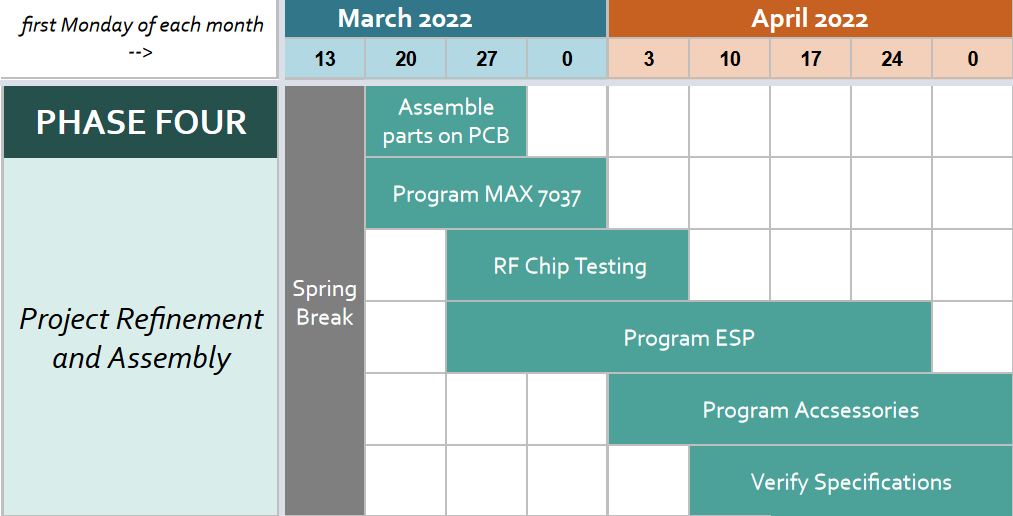 first Monday of each month
-->
March 2022
April 2022
13 20 27 0 3 10 17 24 0
PHASE FOUR
Project Refinement
and Assembly
Spring
Break
Assemble
parts on PCB
Program MAX 7037
RF Chip Testing
Program ESP
Program Accsessories
Verify Specifications